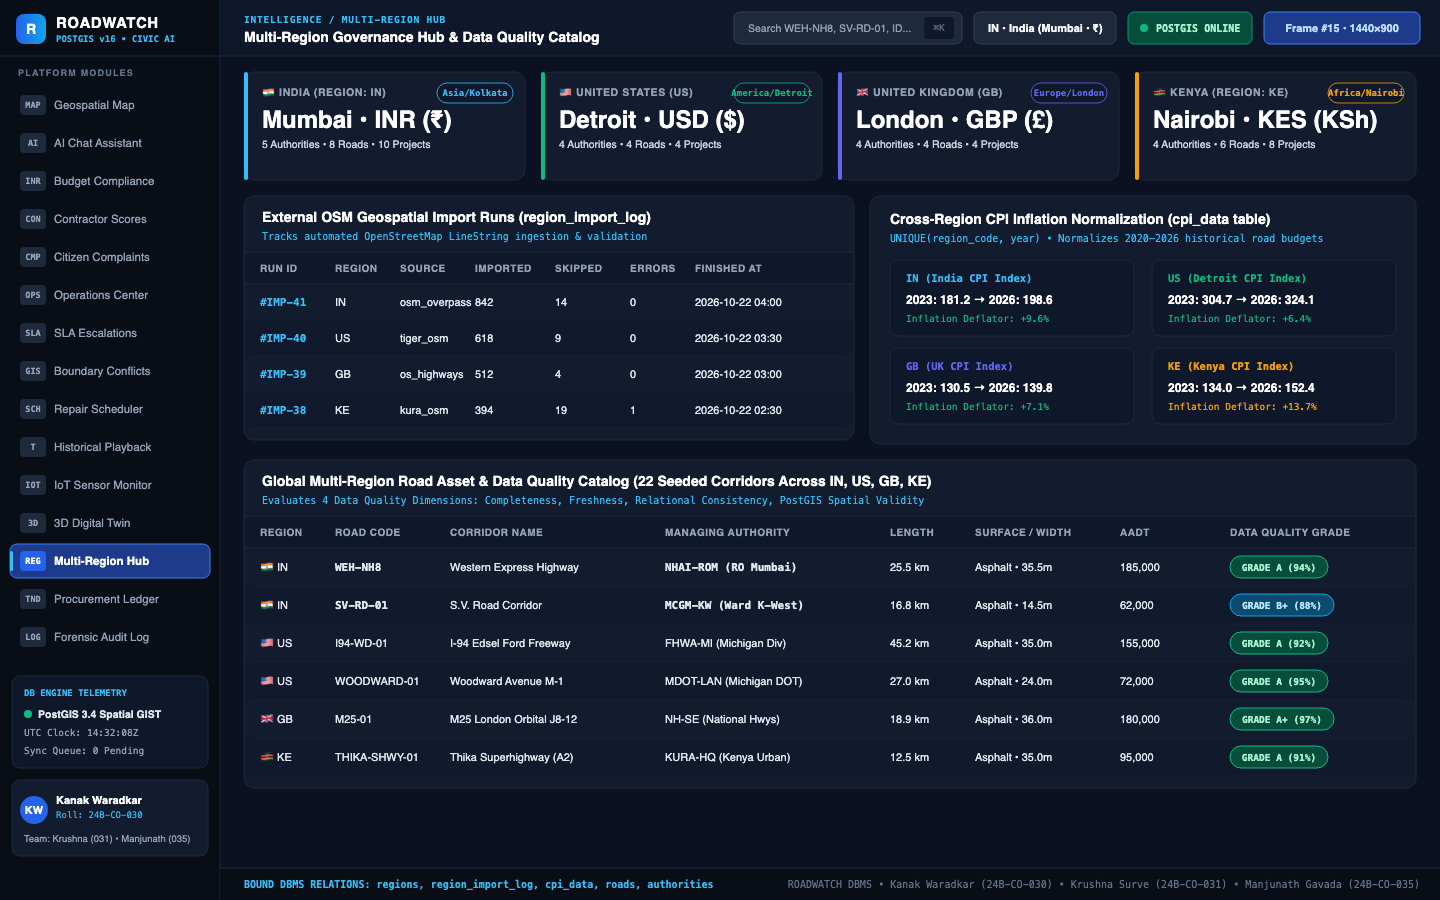 R
ROADWATCH
POSTGIS v16 • CIVIC AI
PLATFORM MODULES
MAP Geospatial Map
AI AI Chat Assistant
INR Budget Compliance
CON Contractor Scores
CMP Citizen Complaints
OPS Operations Center
SLA SLA Escalations
GIS Boundary Conflicts
SCH Repair Scheduler
T Historical Playback
IOT IoT Sensor Monitor
3D 3D Digital Twin
REG Multi-Region Hub
TND Procurement Ledger
LOG Forensic Audit Log
DB ENGINE TELEMETRY
PostGIS 3.4 Spatial GIST
UTC Clock: 14:32:08Z
Sync Queue: 0 Pending
KW
Kanak Waradkar
Roll: 24B-CO-030
Team: Krushna (031) • Manjunath (035)
INTELLIGENCE / MULTI-REGION HUB
Multi-Region Governance Hub & Data Quality Catalog
Search WEH-NH8, SV-RD-01, ID... ⌘K
IN • India (Mumbai • ₹)
POSTGIS ONLINE
Frame #15 • 1440×900
INDIA (REGION: IN) Asia/Kolkata
Mumbai • INR (₹)
5 Authorities • 8 Roads • 10 Projects
UNITED STATES (US) America/Detroit
Detroit • USD ($)
4 Authorities • 4 Roads • 4 Projects
UNITED KINGDOM (GB) Europe/London
London • GBP (£)
4 Authorities • 4 Roads • 4 Projects
KENYA (REGION: KE) Africa/Nairobi
Nairobi • KES (KSh)
4 Authorities • 6 Roads • 8 Projects
External OSM Geospatial Import Runs (region_import_log)
Tracks automated OpenStreetMap LineString ingestion & validation
RUN ID REGION SOURCE IMPORTED SKIPPED ERRORS FINISHED AT
#IMP-41 IN osm_overpass 842 14 0 2026-10-22 04:00
#IMP-40 US tiger_osm 618 9 0 2026-10-22 03:30
#IMP-39 GB os_highways 512 4 0 2026-10-22 03:00
#IMP-38 KE kura_osm 394 19 1 2026-10-22 02:30
Cross-Region CPI Inflation Normalization (cpi_data table)
UNIQUE(region_code, year) • Normalizes 2020–2026 historical road budgets
IN (India CPI Index)
2023: 181.2 → 2026: 198.6
Inflation Deflator: +9.6%
US (Detroit CPI Index)
2023: 304.7 → 2026: 324.1
Inflation Deflator: +6.4%
GB (UK CPI Index)
2023: 130.5 → 2026: 139.8
Inflation Deflator: +7.1%
KE (Kenya CPI Index)
2023: 134.0 → 2026: 152.4
Inflation Deflator: +13.7%
Global Multi-Region Road Asset & Data Quality Catalog (22 Seeded Corridors Across IN, US, GB, KE)
Evaluates 4 Data Quality Dimensions: Completeness, Freshness, Relational Consistency, PostGIS Spatial Validity
REGION ROAD CODE CORRIDOR NAME MANAGING AUTHORITY LENGTH SURFACE / WIDTH AADT DATA QUALITY GRADE
IN WEH-NH8 Western Express Highway NHAI-ROM (RO Mumbai) 25.5 km Asphalt • 35.5m 185,000 GRADE A (94%)
IN SV-RD-01 S.V. Road Corridor MCGM-KW (Ward K-West) 16.8 km Asphalt • 14.5m 62,000 GRADE B+ (88%)
US I94-WD-01 I-94 Edsel Ford Freeway FHWA-MI (Michigan Div) 45.2 km Asphalt • 35.0m 155,000 GRADE A (92%)
US WOODWARD-01 Woodward Avenue M-1 MDOT-LAN (Michigan DOT) 27.0 km Asphalt • 24.0m 72,000 GRADE A (95%)
GB M25-01 M25 London Orbital J8-12 NH-SE (National Hwys) 18.9 km Asphalt • 36.0m 180,000 GRADE A+ (97%)
KE THIKA-SHWY-01 Thika Superhighway (A2) KURA-HQ (Kenya Urban) 12.5 km Asphalt • 35.0m 95,000 GRADE A (91%)
BOUND DBMS RELATIONS: regions, region_import_log, cpi_data, roads, authorities
ROADWATCH DBMS • Kanak Waradkar (24B-CO-030) • Krushna Surve (24B-CO-031) • Manjunath Gavada (24B-CO-035)